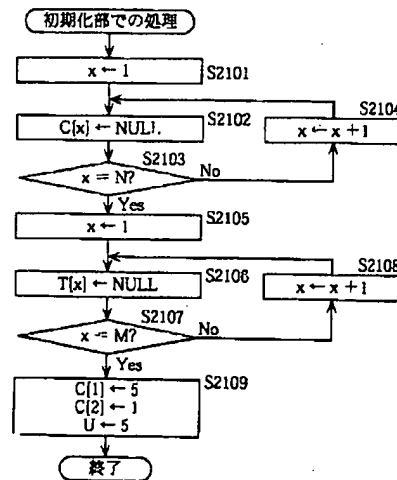 初期化部での処理
x ← 1 S2101
S2104
C[x] ← NULL S2102
x ← x + 1
S2103
x = N? No
Yes
x ← 1 S2105
T[x] ← NULL S2106
S2108
x ← x + 1
S2107
x = M? No
Yes
C[1] ← 5 S2109
C[2] ← 1
U ← 5
終了